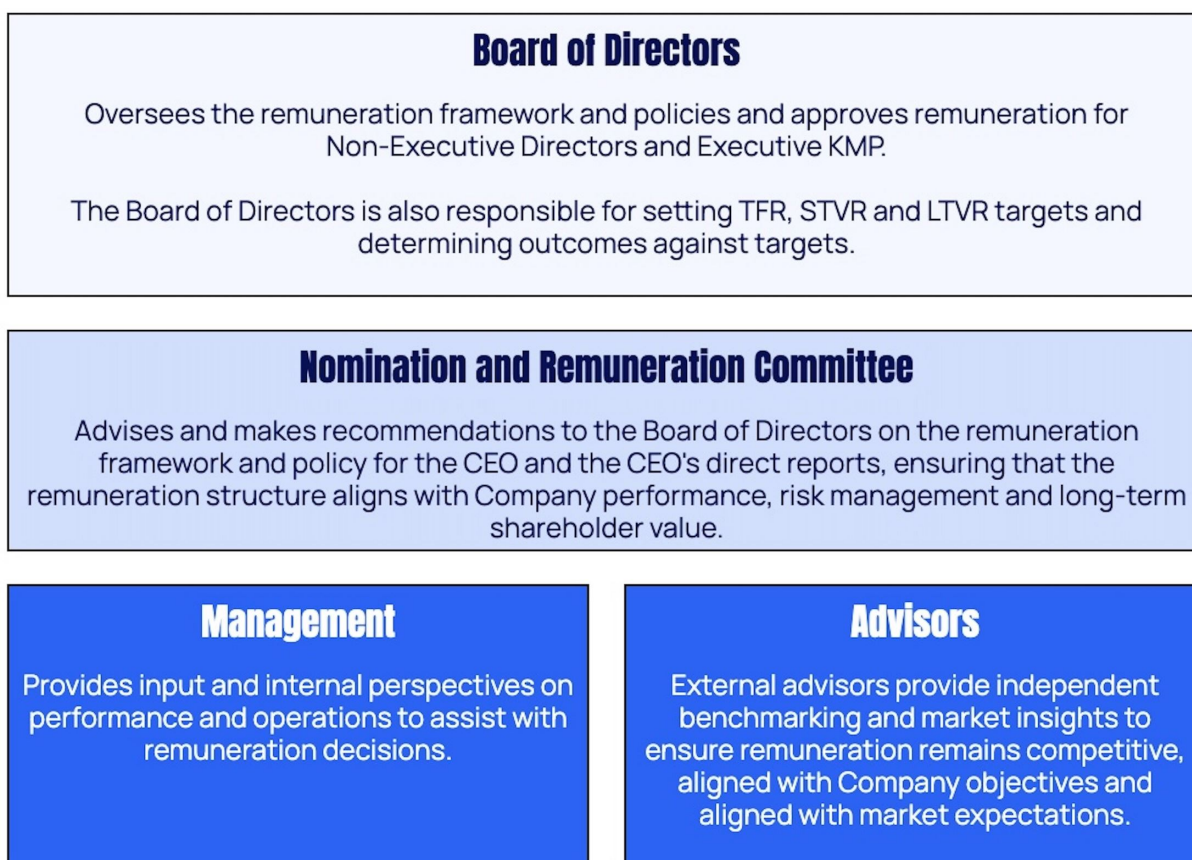 Board of Directors
Oversees the remuneration framework and policies and approves remuneration for
Non-Executive Directors and Executive KMP.
The Board of Directors is also responsible for setting TFR, STVR and LTVR targets and
determining outcomes against targets.
Nomination and Remuneration Committee
Advises and makes recommendations to the Board of Directors on the remuneration
framework and policy for the CEO and the CEO's direct reports, ensuring that the
remuneration structure aligns with Company performance, risk management and long-term
shareholder value.
Management
Provides input and internal perspectives on
performance and operations to assist with
remuneration decisions.
Advisors
External advisors provide independent
benchmarking and market insights to
ensure remuneration remains competitive,
aligned with Company objectives and
aligned with market expectations.